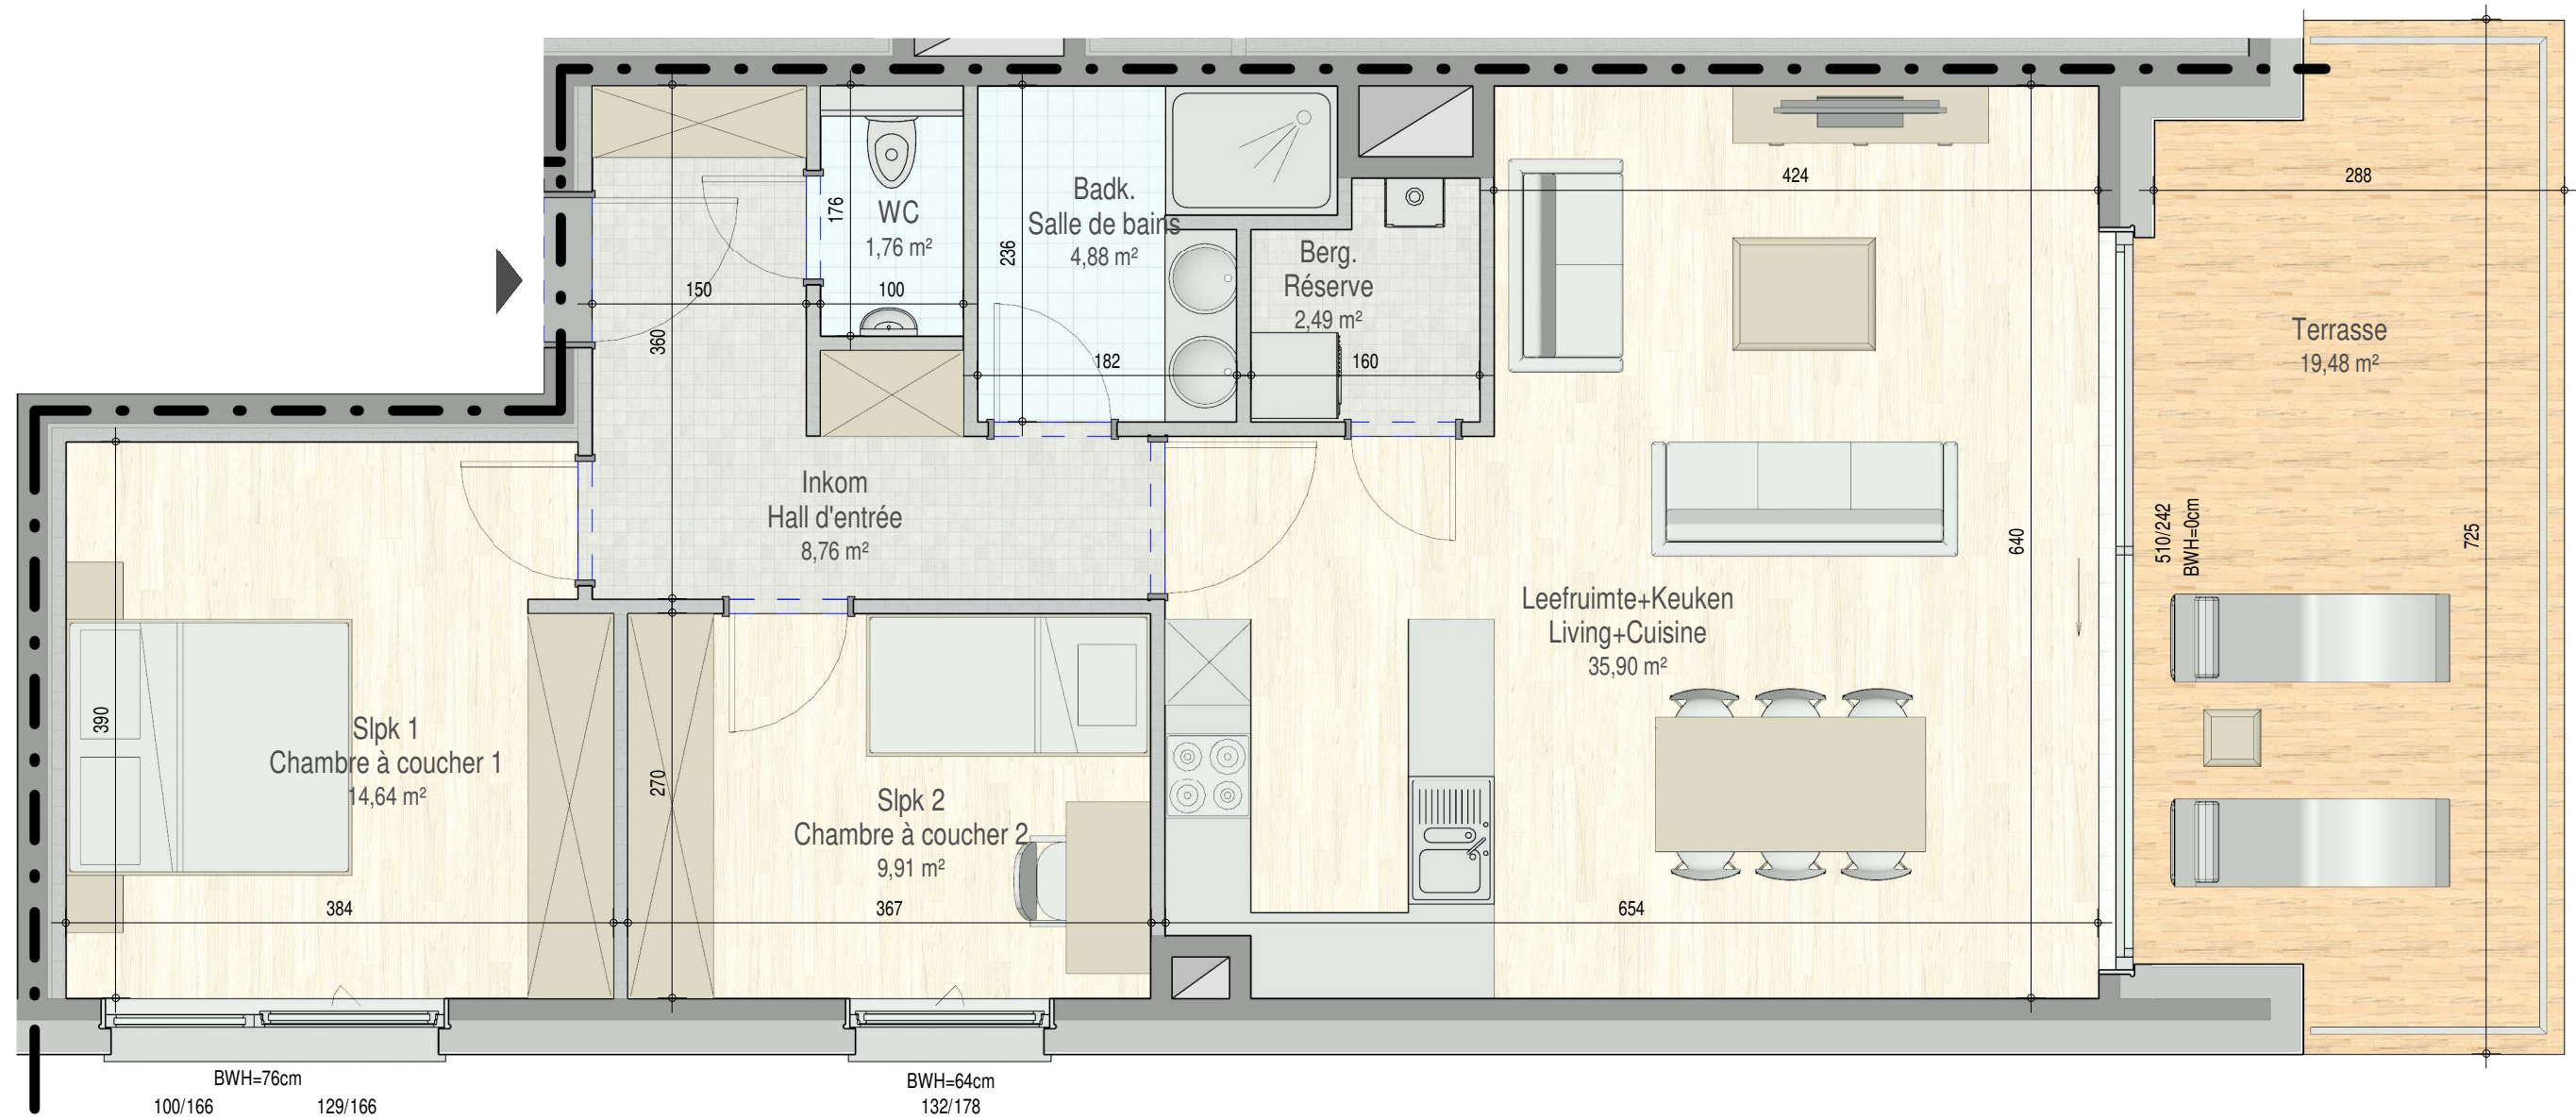 424
288
176
WC
1,76 m²
Badk.
Salle de bains
4,88 m²
236
Berg.
Réserve
2,49 m²
150
100
360
182
160
Terrasse
19,48 m²
Inkom
Hall d'entrée
8,76 m²
640
510/242
BWH=0cm
725
Leefruimte+Keuken
Living+Cuisine
35,90 m²
390
Slpk 1
Chambre à coucher 1
14,64 m²
270
Slpk 2
Chambre à coucher 2
9,91 m²
384
367
654
BWH=76cm
100/166
129/166
BWH=64cm
132/178